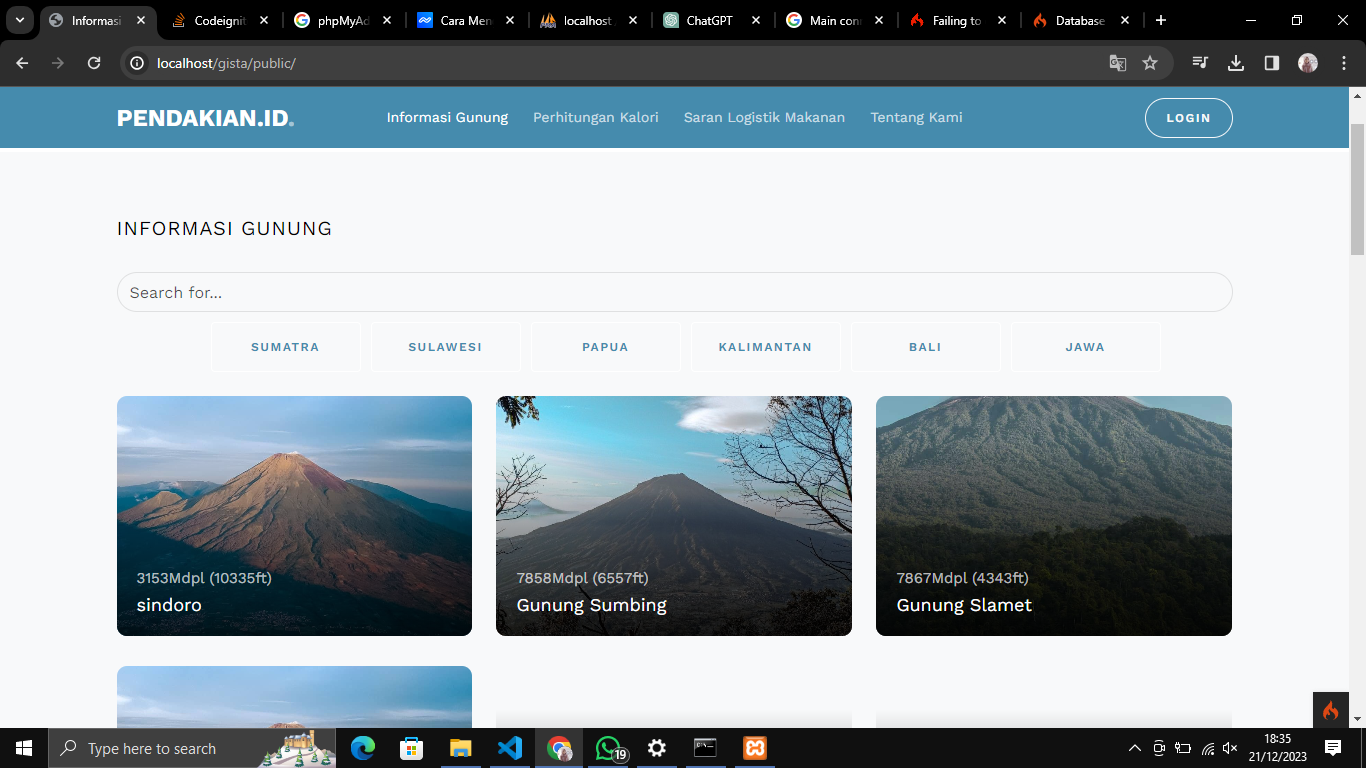 Informasi
Codeignit
phpMyAd
Cara Men
localhost
ChatGPT
Main con
Failing to
Database
localhost/gista/public/
PENDAKIAN.ID.
Informasi Gunung
Perhitungan Kalori
Saran Logistik Makanan
Tentang Kami
LOGIN
INFORMASI GUNUNG
Search for...
SUMATRA
SULAWESI
PAPUA
KALIMANTAN
BALI
JAWA
3153Mdpl (10335ft)
sindoro
7858Mdpl (6557ft)
Gunung Sumbing
7867Mdpl (4343ft)
Gunung Slamet
Type here to search
19
18:35
21/12/2023